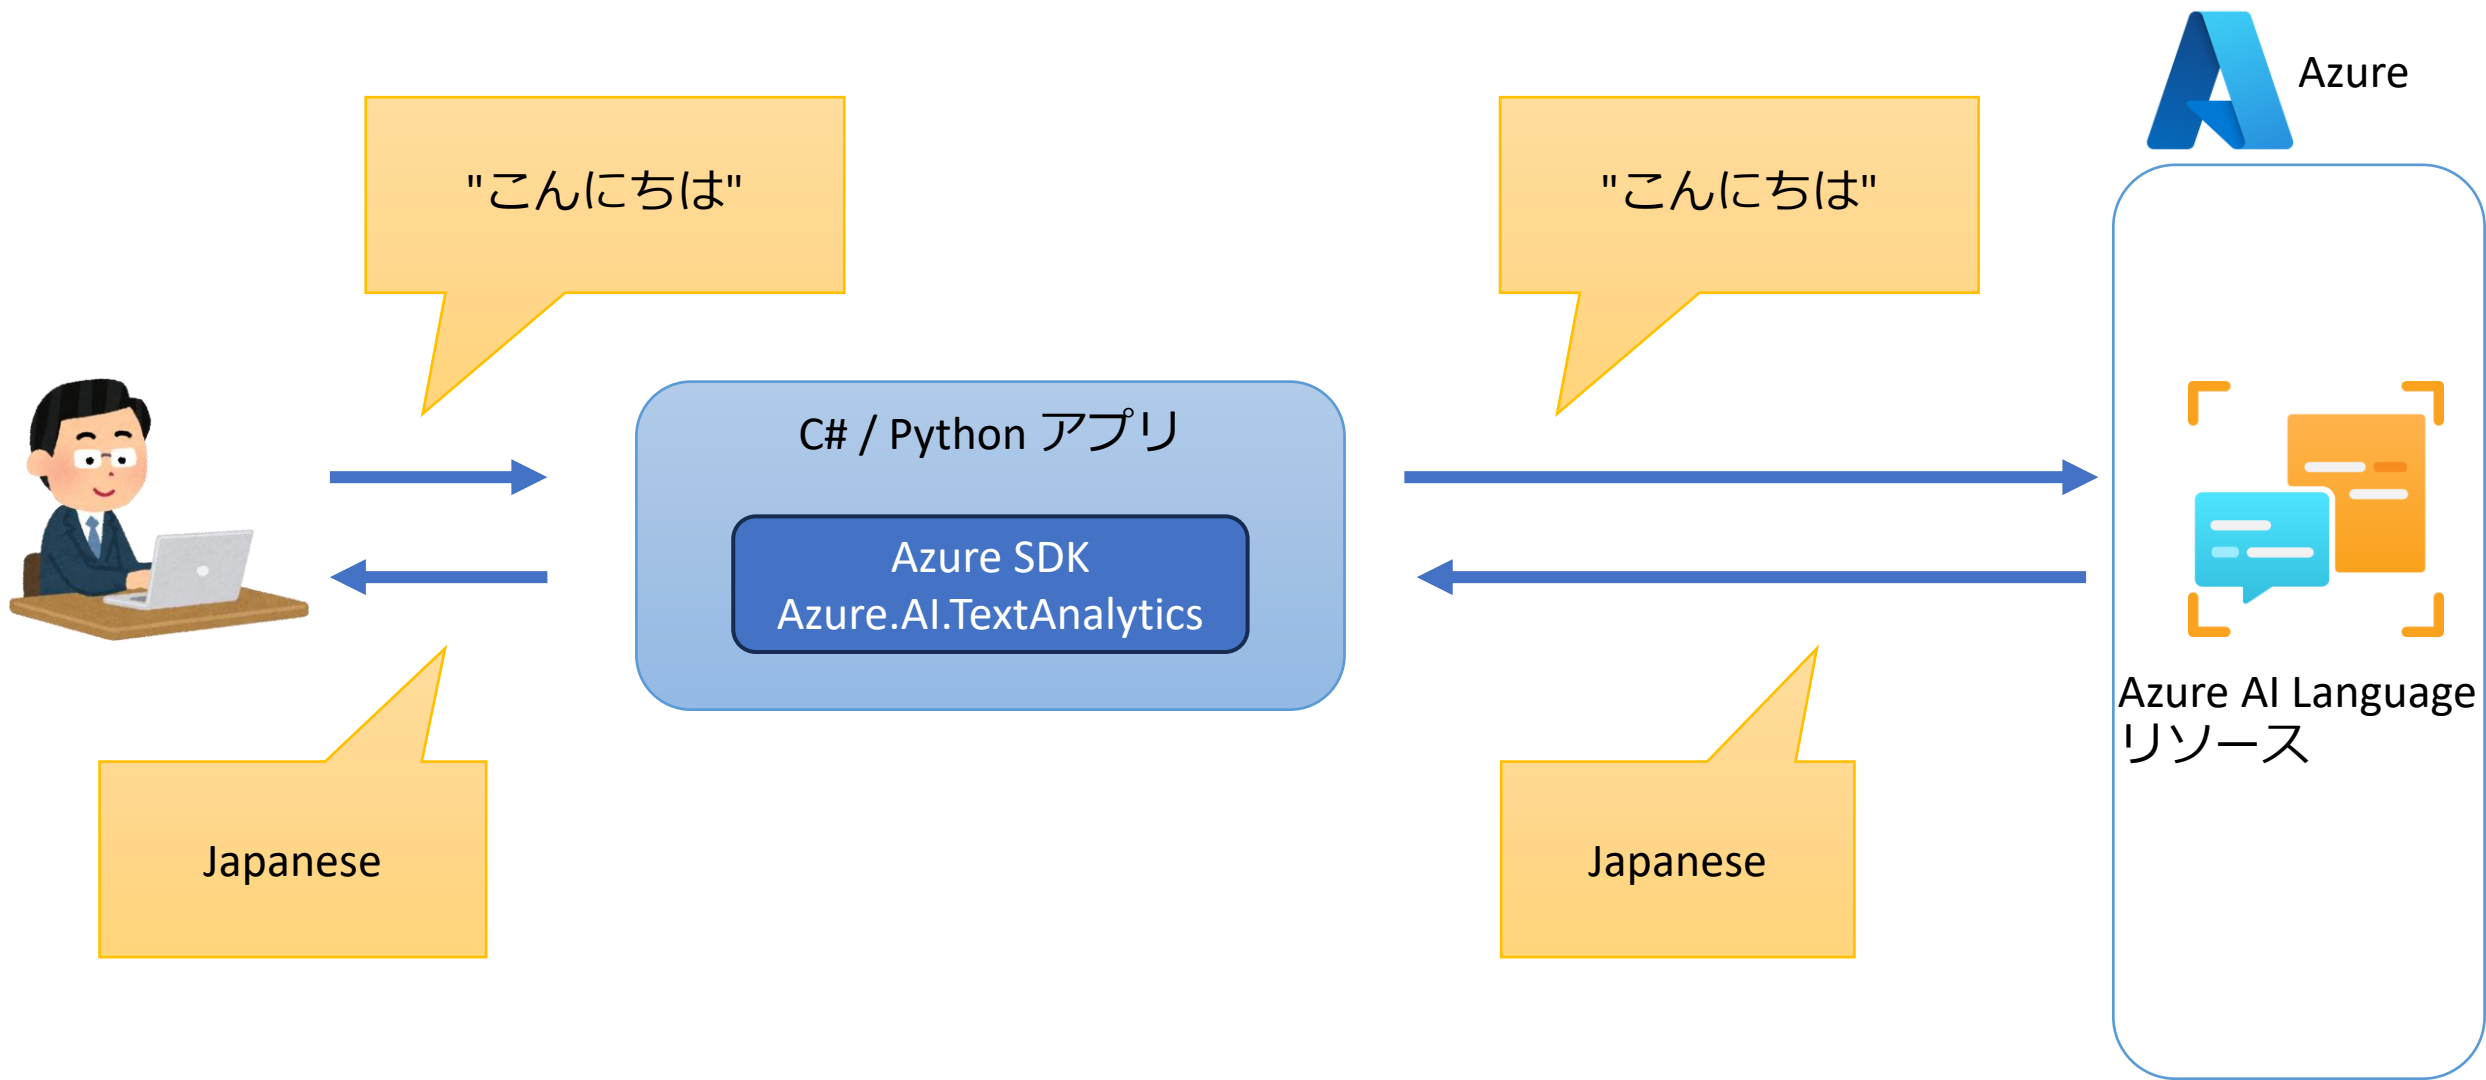 Azure
"こんにちは"
"こんにちは"
C# / Python アプリ
Azure SDK
Azure.AI.TextAnalytics
Azure AI Language
リソース
Japanese
Japanese